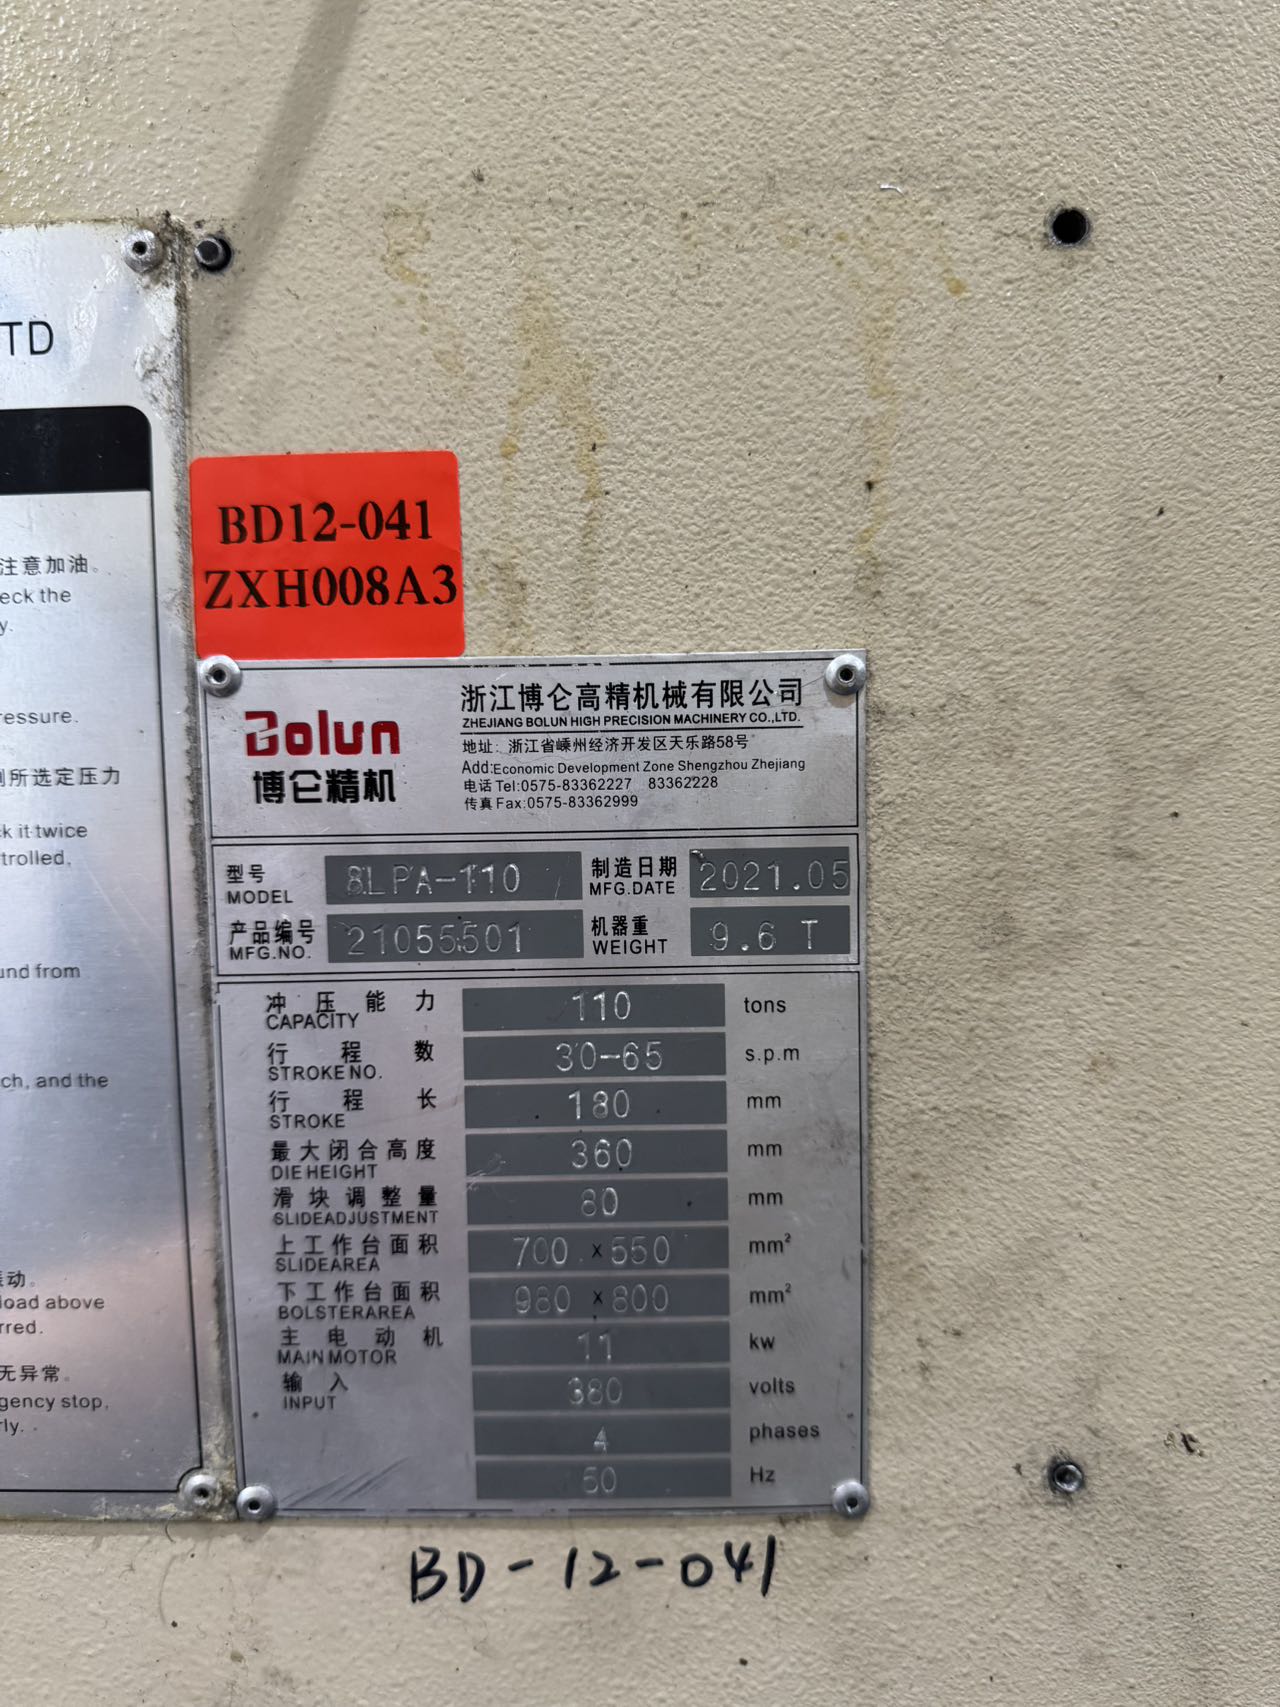 TD
注意加油。
eck the
y.
ressure.
所选定压力
k it twice
trolled,
und from
ch, and the
振动。
load above
rred.
无异常。
gency stop,
rly.
BD12-041
ZXH008A3
Bolun
博仑精机
浙江博仑高精机械有限公司
ZHEJIANG BOLUN HIGH PRECISION MACHINERY CO.,LTD.
地址: 浙江省嵊州经济开发区天乐路58号
Add:Economic Development Zone Shengzhou Zhejiang
电话 Tel:0575-83362227 83362228
传真 Fax:0575-83362999
型号 MODEL SLPA-110 制造日期 MFG.DATE 2021.05
产品编号 MFG.NO. 21055501 机器重 WEIGHT 9.6 T
冲压能力 CAPACITY 110 tons
行程数 STROKE NO. 30-65 s.p.m
行程长 STROKE 180 mm
最大闭合高度 DIE HEIGHT 360 mm
滑块调整量 SLIDEADJUSTMENT 80 mm
上工作台面积 SLIDEAREA 700 x 550 mm²
下工作台面积 BOLSTERAREA 980 x 800 mm²
主电动机 MAIN MOTOR 11 kw
输入 INPUT 380 volts
4 phases
50 Hz
BD-12-041